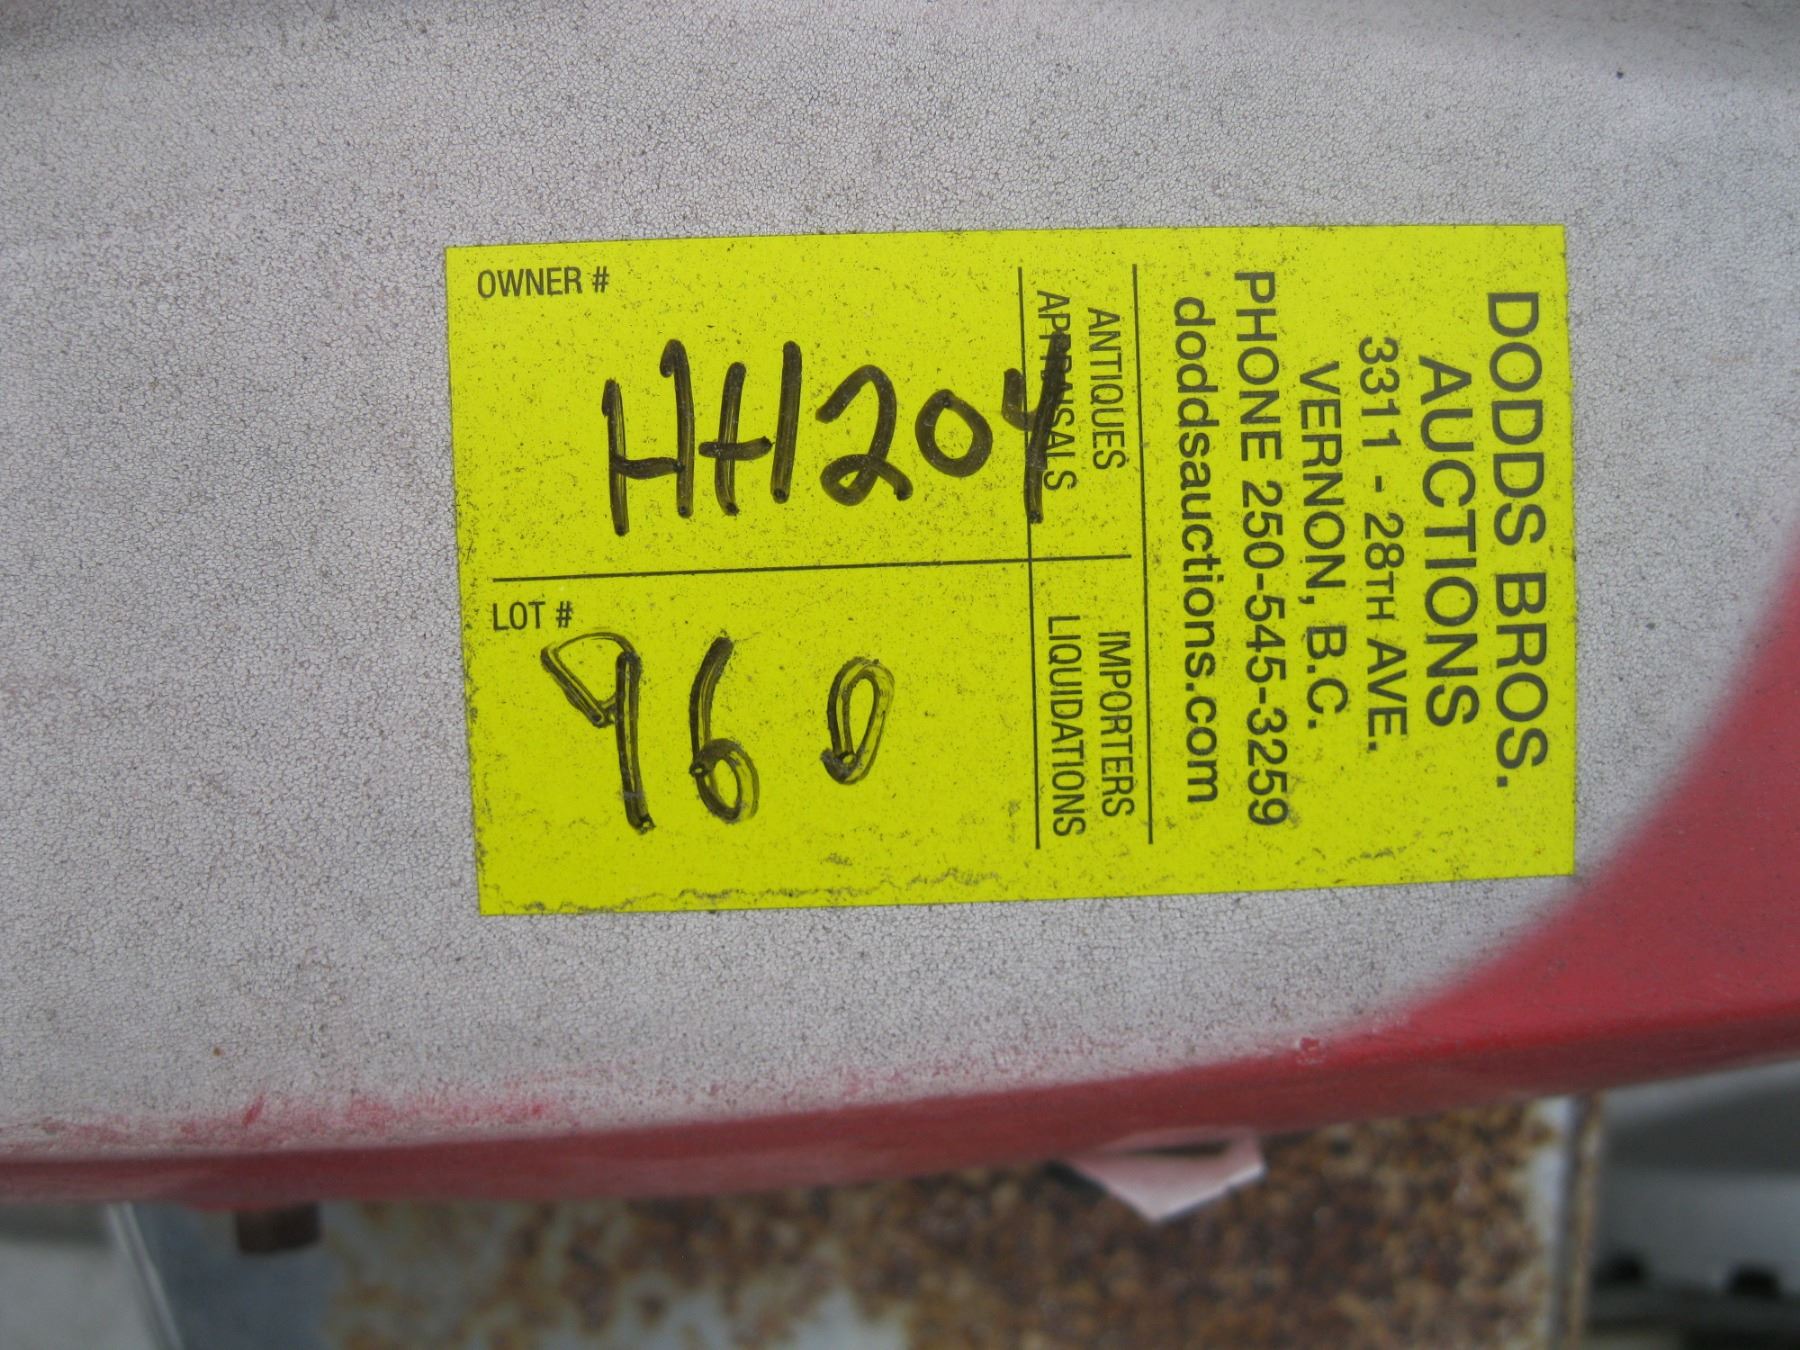 DODDS BROS.
AUCTIONS
3311 - 28TH AVE.
VERNON, B.C.
PHONE 250-545-3259
doddsauctions.com
ANTIQUES IMPORTERS
APPRAISALS LIQUIDATIONS
OWNER #
HH204
LOT #
960